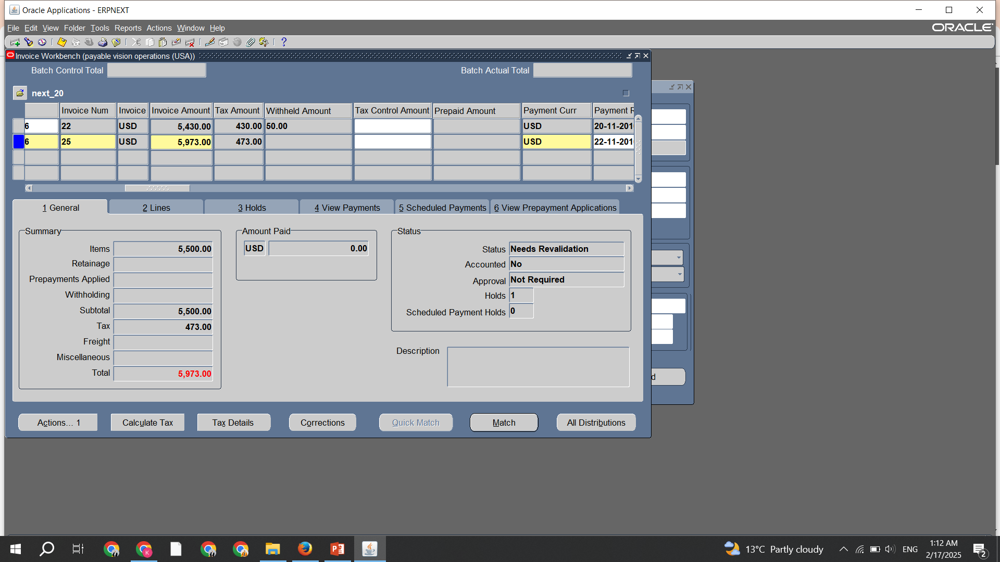 Oracle Applications - ERPNEXT
File Edit View Folder Tools Reports Actions Window Help
ORACLE
Invoice Workbench (payable vision operations (USA))
Batch Control Total
Batch Actual Total
next_20
Invoice Num Invoice Invoice Amount Tax Amount Withheld Amount Tax Control Amount Prepaid Amount Payment Curr Payment R
6 22 USD 5,430.00 430.00 50.00 USD 20-11-201
6 25 USD 5,973.00 473.00 USD 22-11-201
1 General 2 Lines 3 Holds 4 View Payments 5 Scheduled Payments 6 View Prepayment Applications
Summary
Items 5,500.00
Retainage
Prepayments Applied
Withholding
Subtotal 5,500.00
Tax 473.00
Freight
Miscellaneous
Total 5,973.00
Amount Paid
USD 0.00
Status
Status Needs Revalidation
Accounted No
Approval Not Required
Holds 1
Scheduled Payment Holds 0
Description
d
Actions... 1 Calculate Tax Tax Details Corrections Quick Match Match All Distributions
13°C Partly cloudy
ENG
1:12 AM
2/17/2025
2